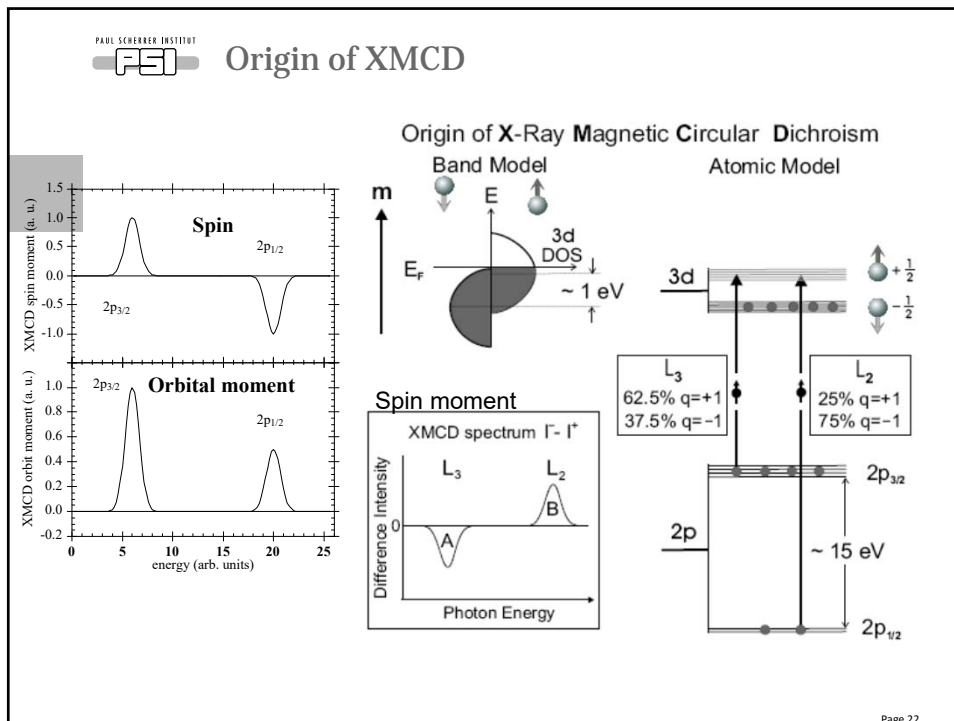 PAUL SCHERRER INSTITUT
PSI
Origin of XMCD
XMCD spin moment (a. u.)
1.5
1.0
0.5
0.0
-0.5
-1.0
Spin
2p1/2
2p3/2
XMCD orbit moment (a. u.)
1.0
0.8
0.6
0.4
0.2
0.0
-0.2
2p3/2
Orbital moment
2p1/2
0 5 10 15 20 25
energy (arb. units)
Origin of X-Ray Magnetic Circular Dichroism
Band Model
m
E
3d
DOS
EF
~ 1 eV
Spin moment
XMCD spectrum I⁻- I⁺
L3 L2
Difference Intensity
0
A
B
Photon Energy
Atomic Model
3d
+ 1/2
− 1/2
L3
62.5% q=+1
37.5% q=−1
L2
25% q=+1
75% q=−1
2p3/2
2p
~ 15 eV
2p1/2
Page 22